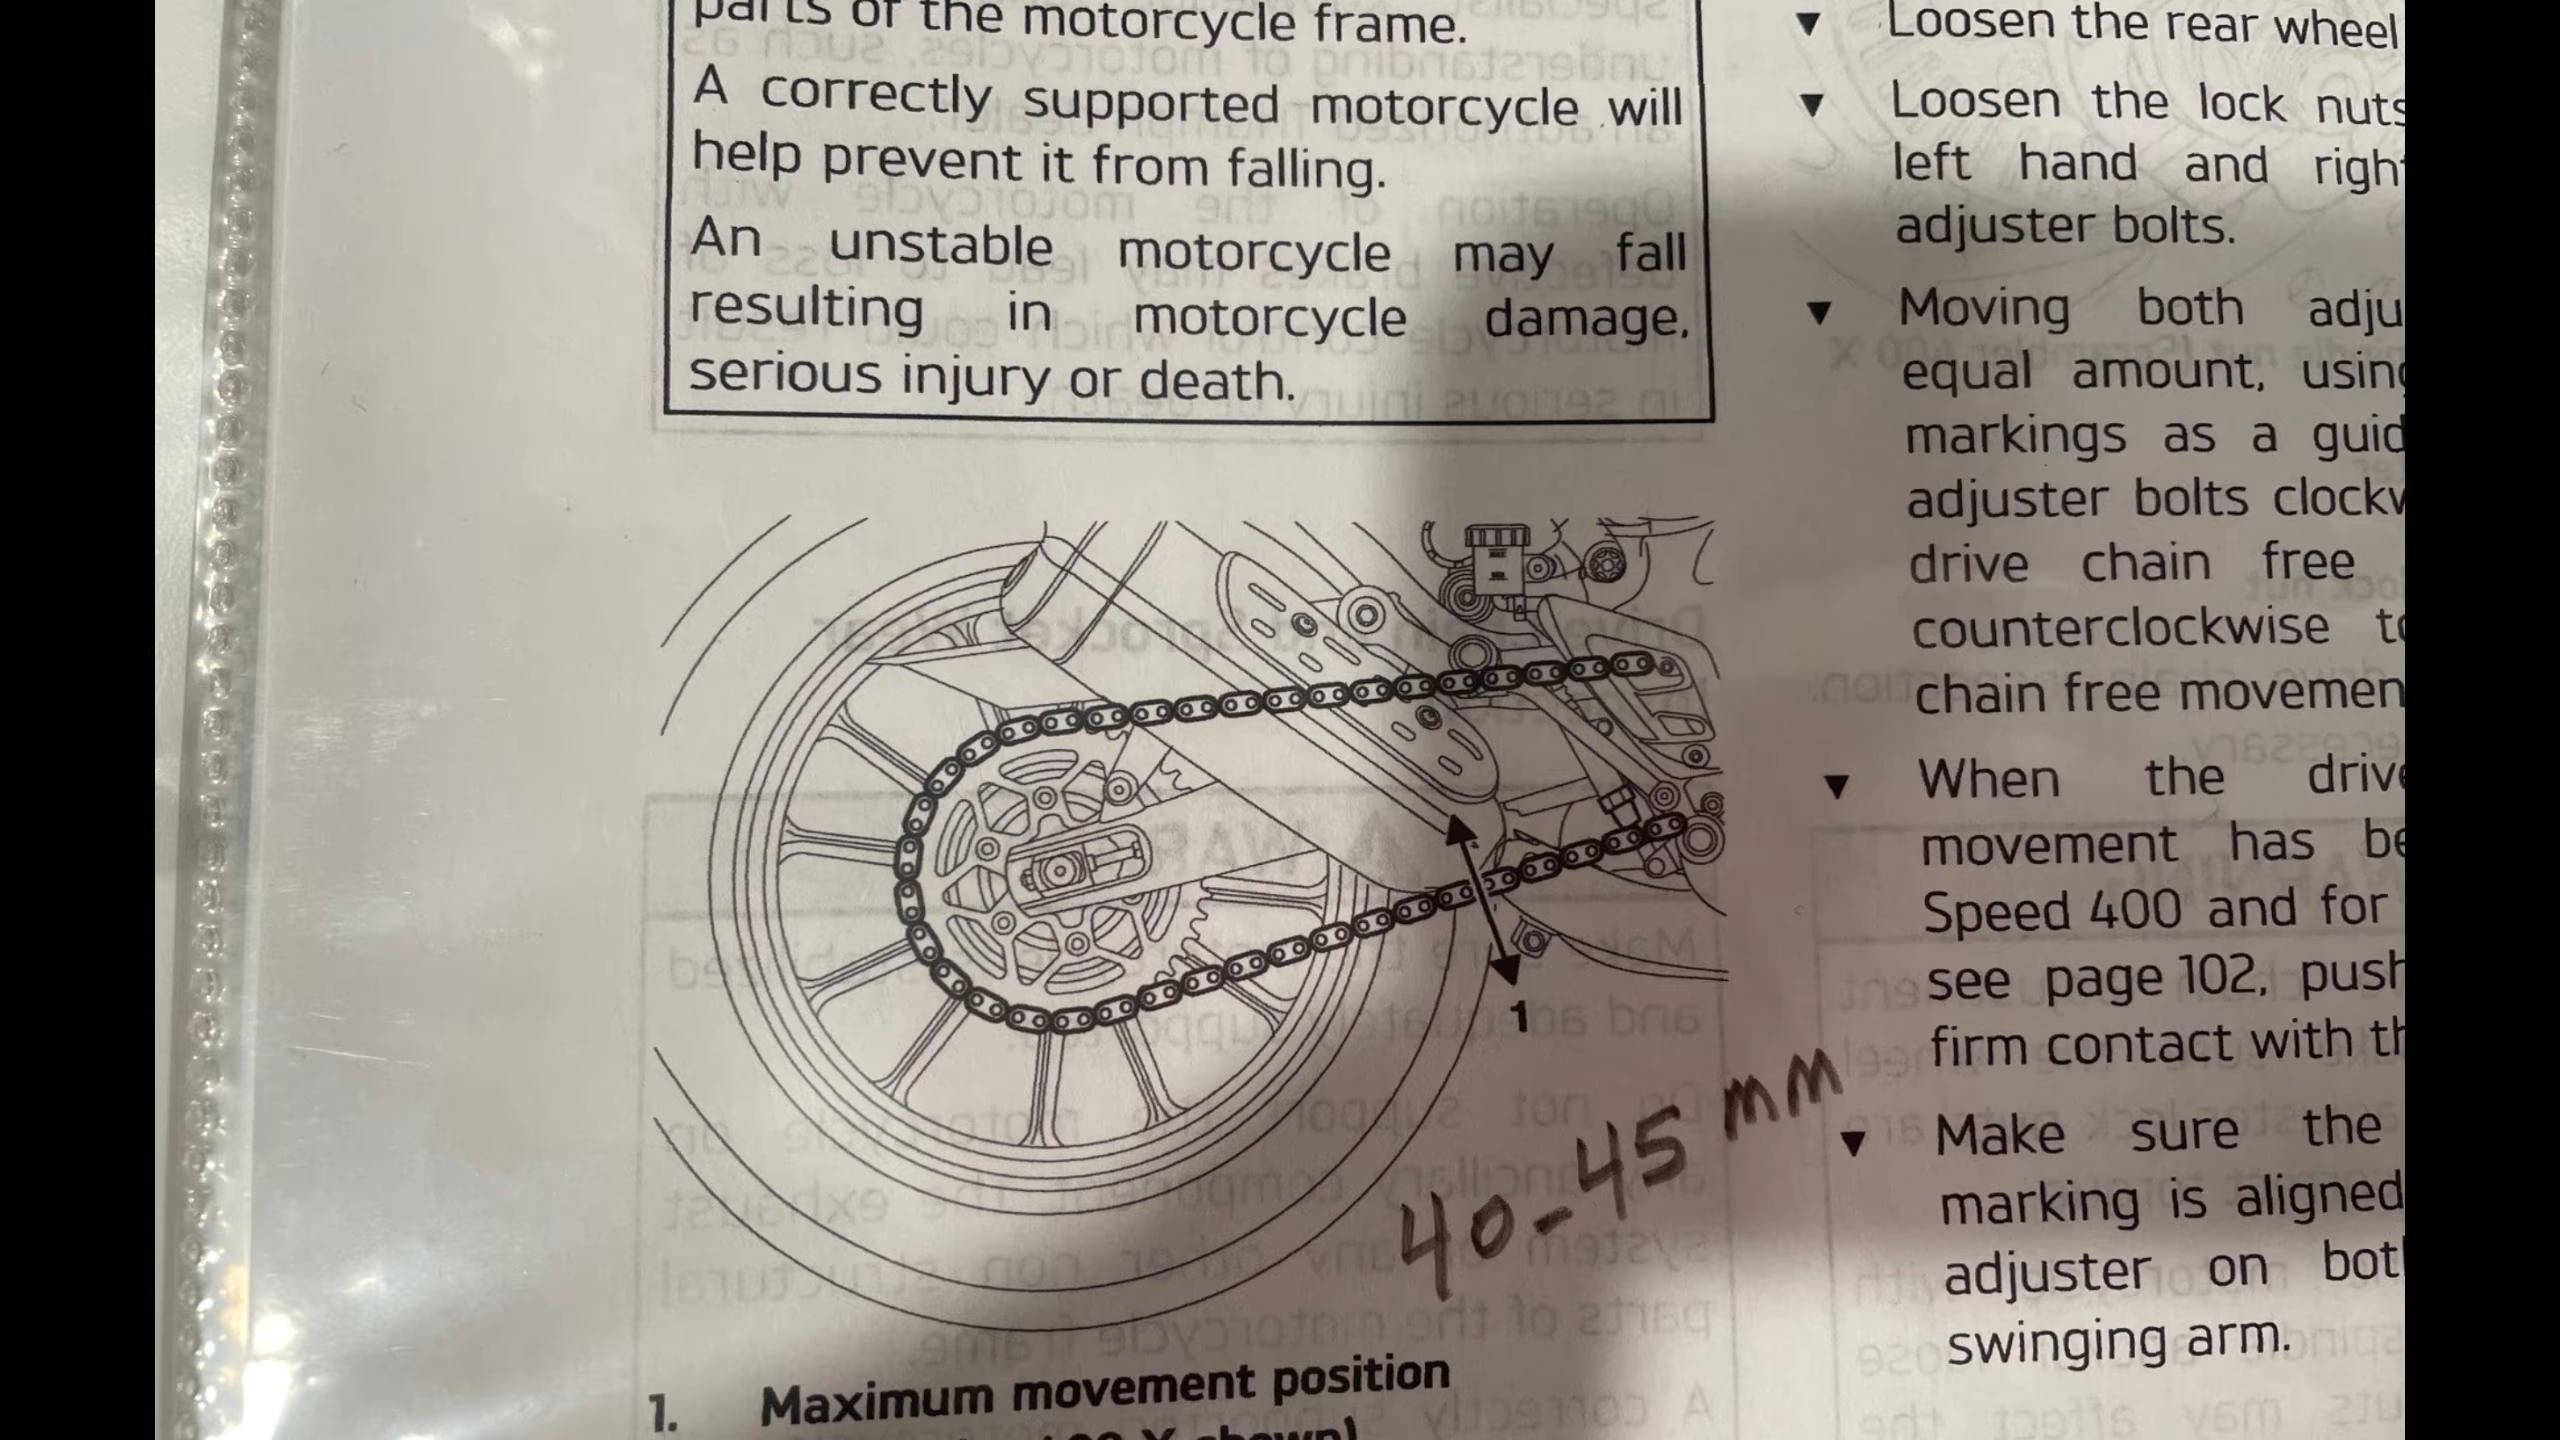 parts of the motorcycle frame.
A correctly supported motorcycle will
help prevent it from falling.
An unstable motorcycle may fall
resulting in motorcycle damage,
serious injury or death.
1
40-45 mm
1. Maximum movement position
Loosen the rear wheel
Loosen the lock nuts
left hand and right
adjuster bolts.
Moving both adju
equal amount, using
markings as a guid
adjuster bolts clockw
drive chain free
counterclockwise to
chain free movemen
When the drive
movement has be
Speed 400 and for
see page 102, push
firm contact with th
Make sure the
marking is aligned
adjuster on both
swinging arm.